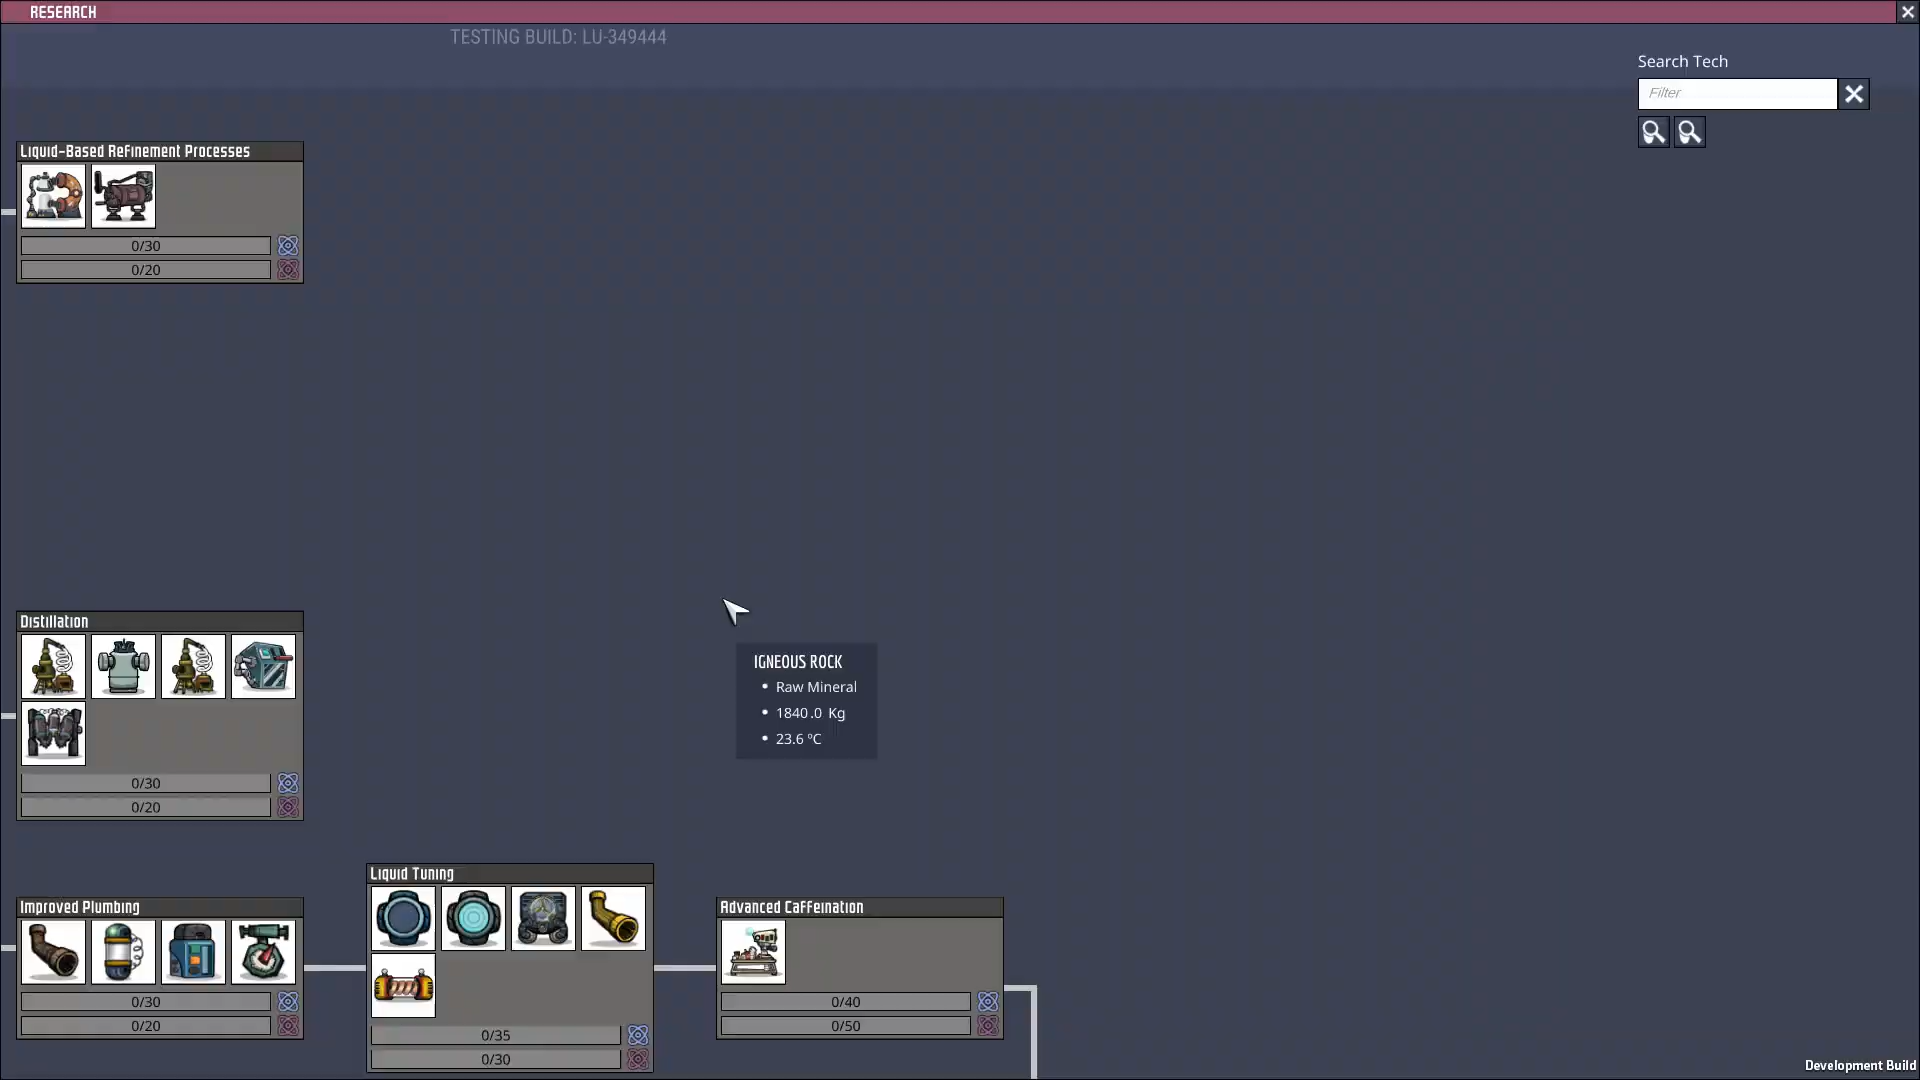 RESEARCH
TESTING BUILD: LU-349444
Search Tech
Filter
Liquid-Based Refinement Processes
0/30
0/20
IGNEOUS ROCK
• Raw Mineral
• 1840.0 Kg
• 23.6 ºC
Distillation
0/30
0/20
Liquid Tuning
0/35
0/30
Improved Plumbing
0/30
0/20
Advanced Caffeination
0/40
0/50
Development Build